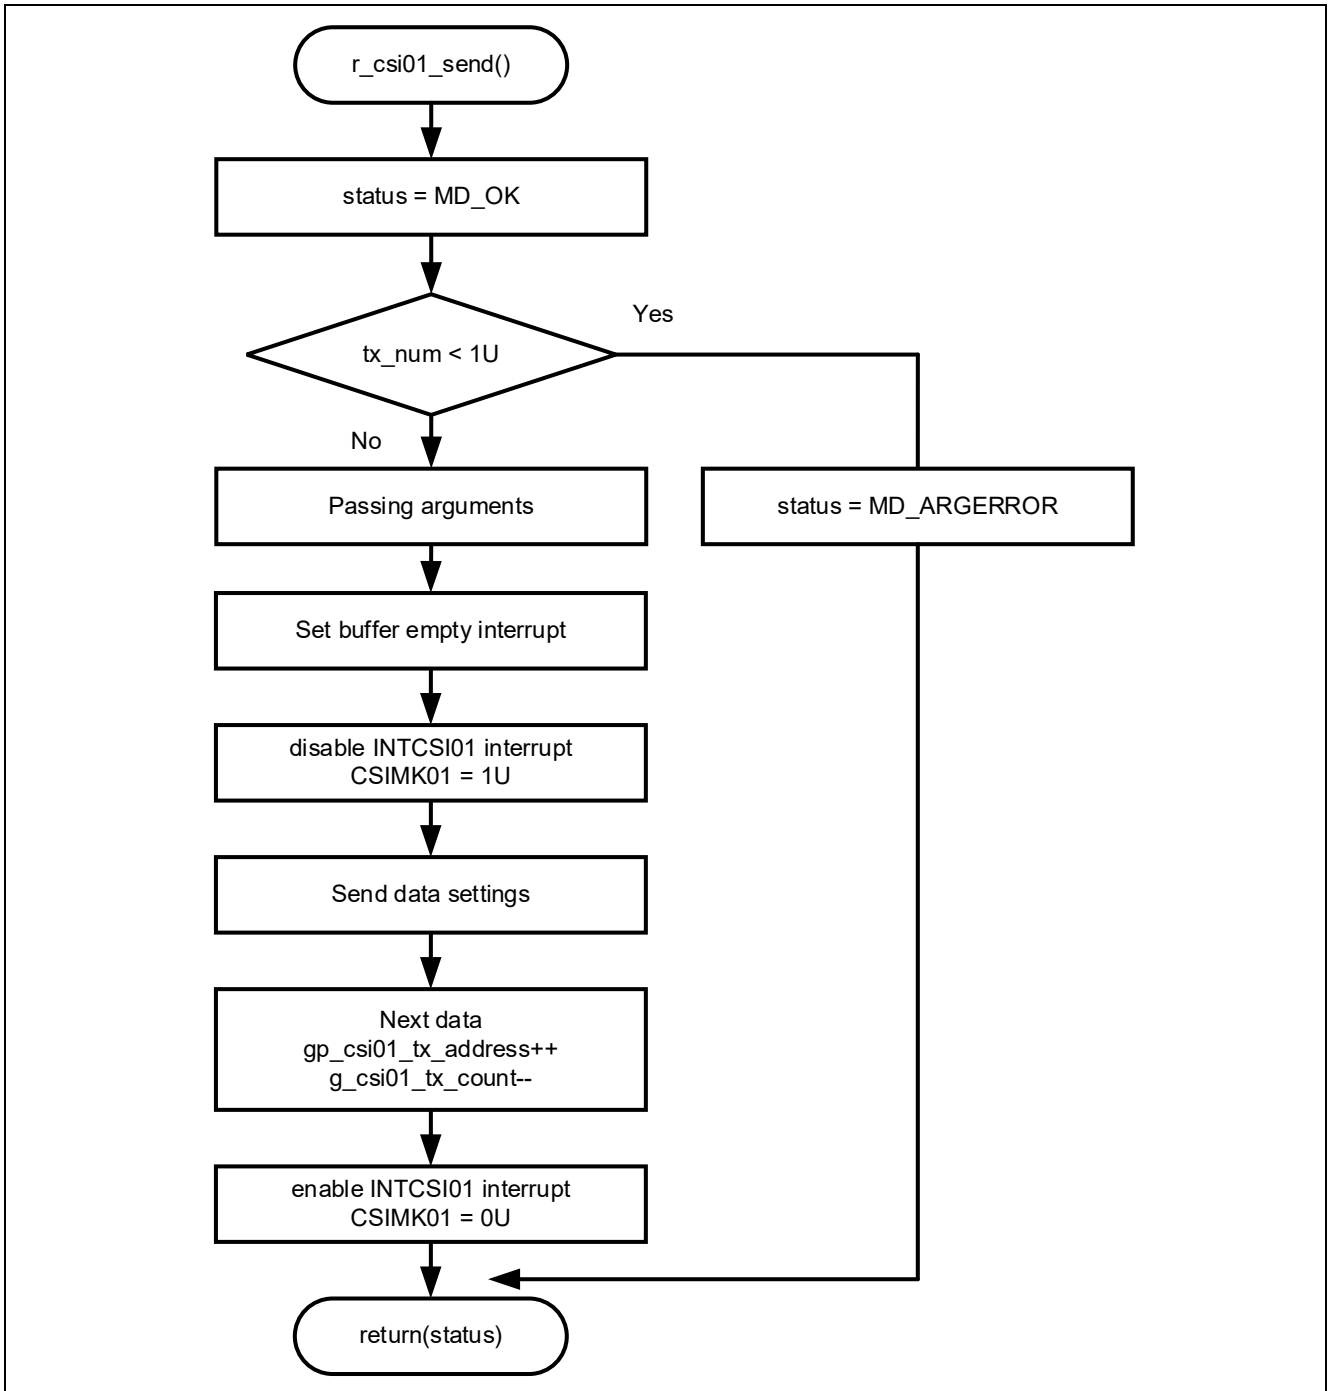 r_csi01_send()
status = MD_OK
Yes
tx_num < 1U
No
Passing arguments
status = MD_ARGERROR
Set buffer empty interrupt
disable INTCSI01 interrupt
CSIMK01 = 1U
Send data settings
Next data
gp_csi01_tx_address++
g_csi01_tx_count--
enable INTCSI01 interrupt
CSIMK01 = 0U
return(status)